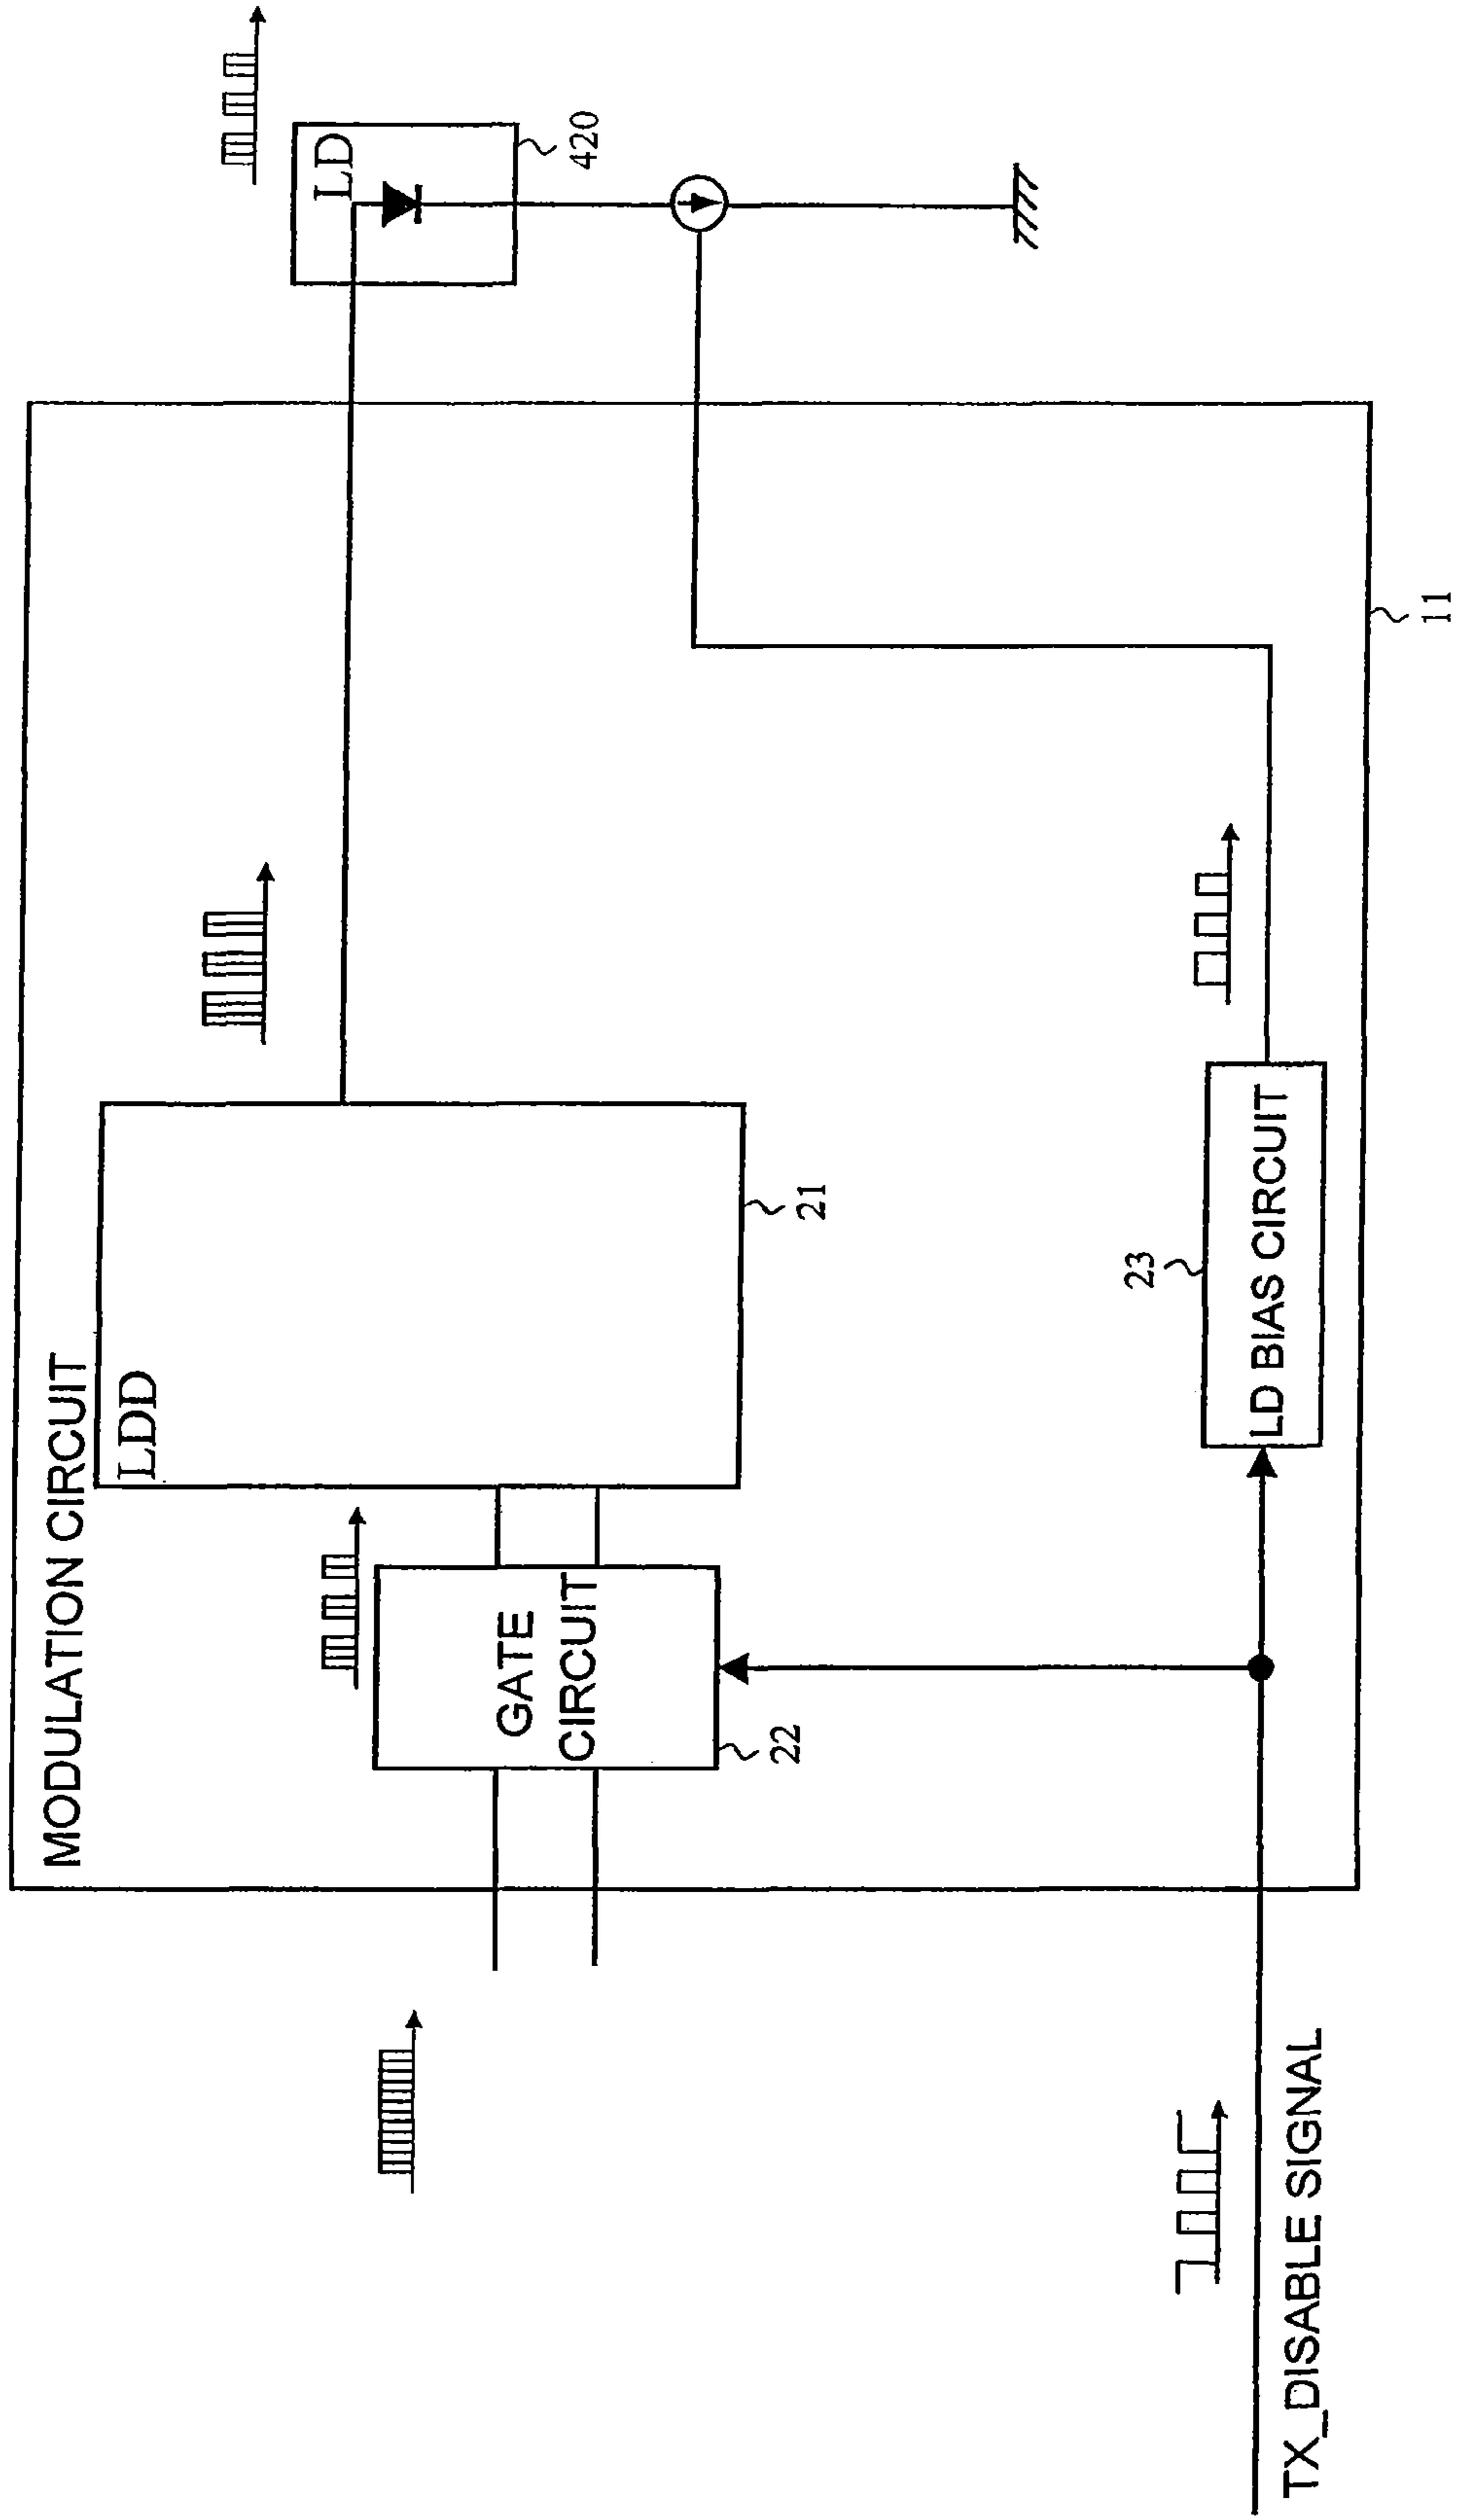 MODULATION CIRCUIT
LDD
LD
420
GATE
CIRCUIT
22
21
23
LD BIAS CIRCUIT
11
TX_DISABLE SIGNAL